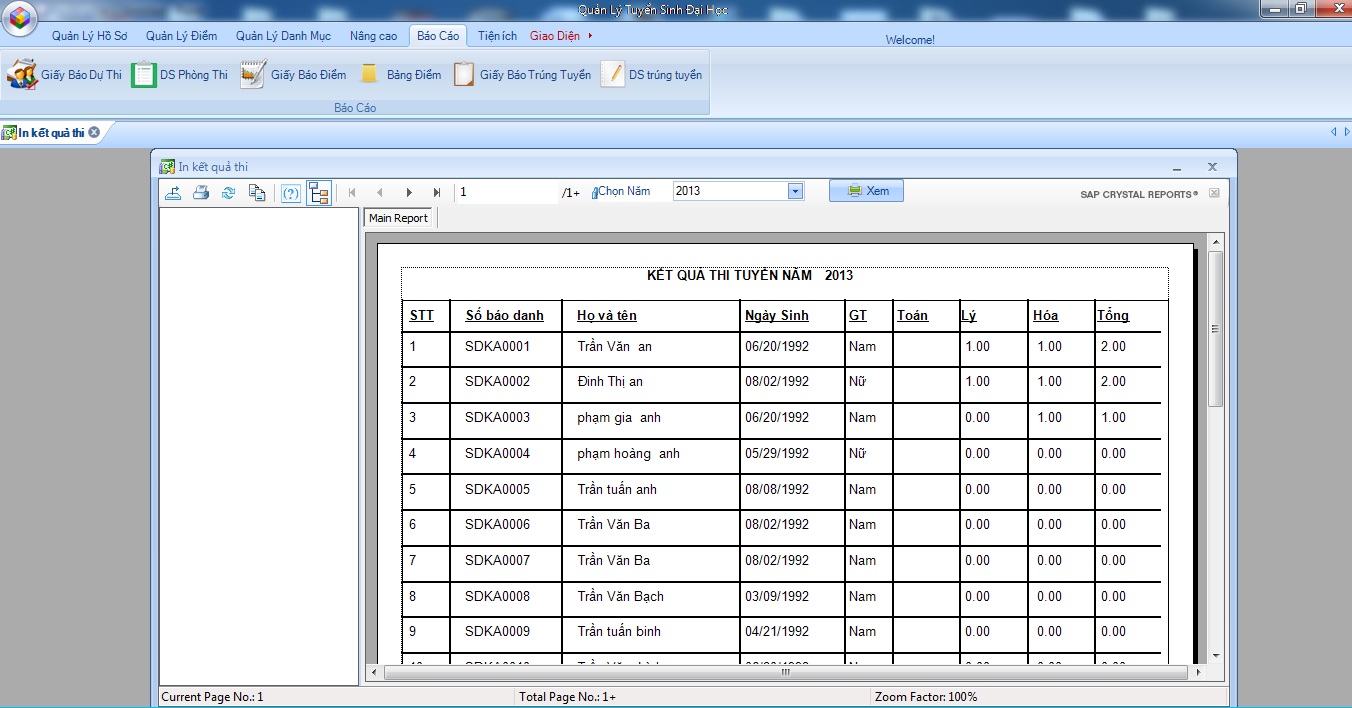 Quản Lý Tuyển Sinh Đại Học
Quản Lý Hồ Sơ Quản Lý Điểm Quản Lý Danh Mục Nâng cao Báo Cáo Tiện ích Giao Diện Welcome!
Giấy Báo Dự Thi DS Phòng Thi Giấy Báo Điểm Bảng Điểm Giấy Báo Trúng Tuyển DS trúng tuyển
Báo Cáo
In kết quả thi
In kết quả thi
1 /1+ Chọn Năm 2013 Xem SAP CRYSTAL REPORTS®
Main Report
KẾT QUẢ THI TUYỂN NĂM 2013
STT Số báo danh Họ và tên Ngày Sinh GT Toán Lý Hóa Tổng
1 SDKA0001 Trần Văn an 06/20/1992 Nam 1.00 1.00 2.00
2 SDKA0002 Đinh Thị an 08/02/1992 Nữ 1.00 1.00 2.00
3 SDKA0003 phạm gia anh 06/20/1992 Nam 0.00 1.00 1.00
4 SDKA0004 phạm hoàng anh 05/29/1992 Nữ 0.00 0.00 0.00
5 SDKA0005 Trần tuấn anh 08/08/1992 Nam 0.00 0.00 0.00
6 SDKA0006 Trần Văn Ba 08/02/1992 Nam 0.00 0.00 0.00
7 SDKA0007 Trần Văn Ba 08/02/1992 Nam 0.00 0.00 0.00
8 SDKA0008 Trần Văn Bạch 03/09/1992 Nam 0.00 0.00 0.00
9 SDKA0009 Trần tuấn binh 04/21/1992 Nam 0.00 0.00 0.00
Current Page No.: 1 Total Page No.: 1+ Zoom Factor: 100%